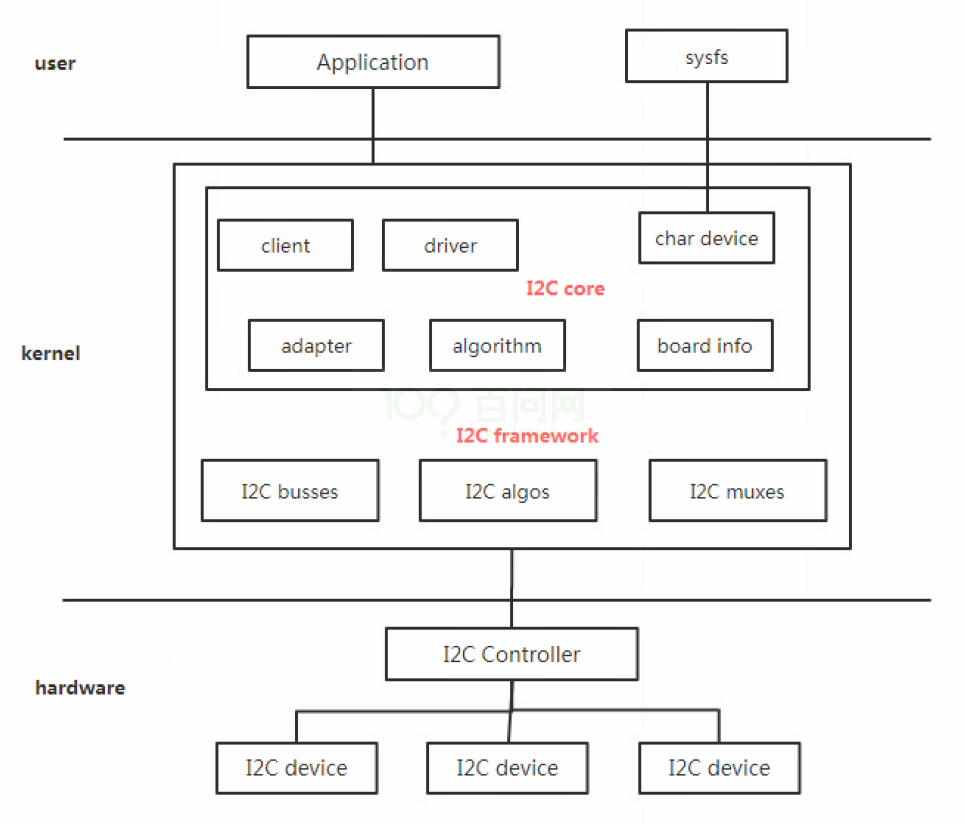 user
Application
sysfs
client
driver
char device
I2C core
kernel
adapter
algorithm
board info
100ask 百问网
I2C framework
I2C busses
I2C algos
I2C muxes
I2C Controller
hardware
I2C device
I2C device
I2C device